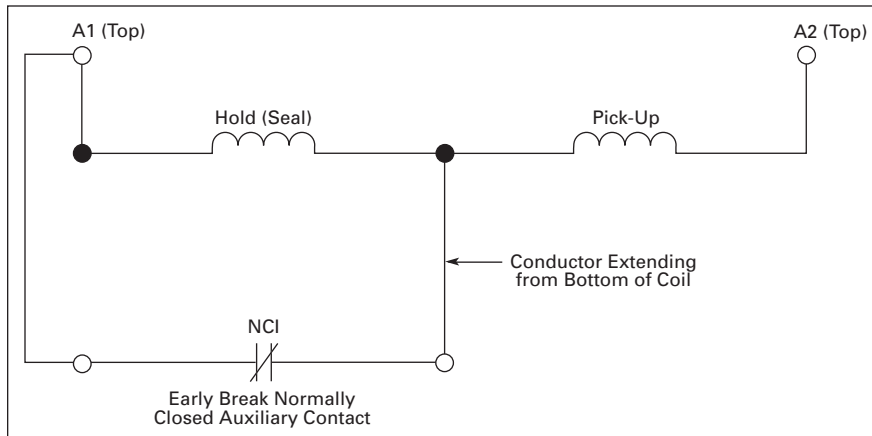 A1 (Top)
A2 (Top)
Hold (Seal)
Pick-Up
Conductor Extending
from Bottom of Coil
NCI
Early Break Normally
Closed Auxiliary Contact